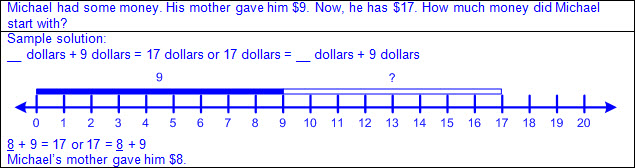 Michael had some money. His mother gave him $9. Now, he has $17. How much money did Michael
start with?
Sample solution:
__ dollars + 9 dollars = 17 dollars or 17 dollars = __ dollars + 9 dollars
9 ?
0 1 2 3 4 5 6 7 8 9 10 11 12 13 14 15 16 17 18 19 20
8 + 9 = 17 or 17 = 8 + 9
Michael's mother gave him $8.